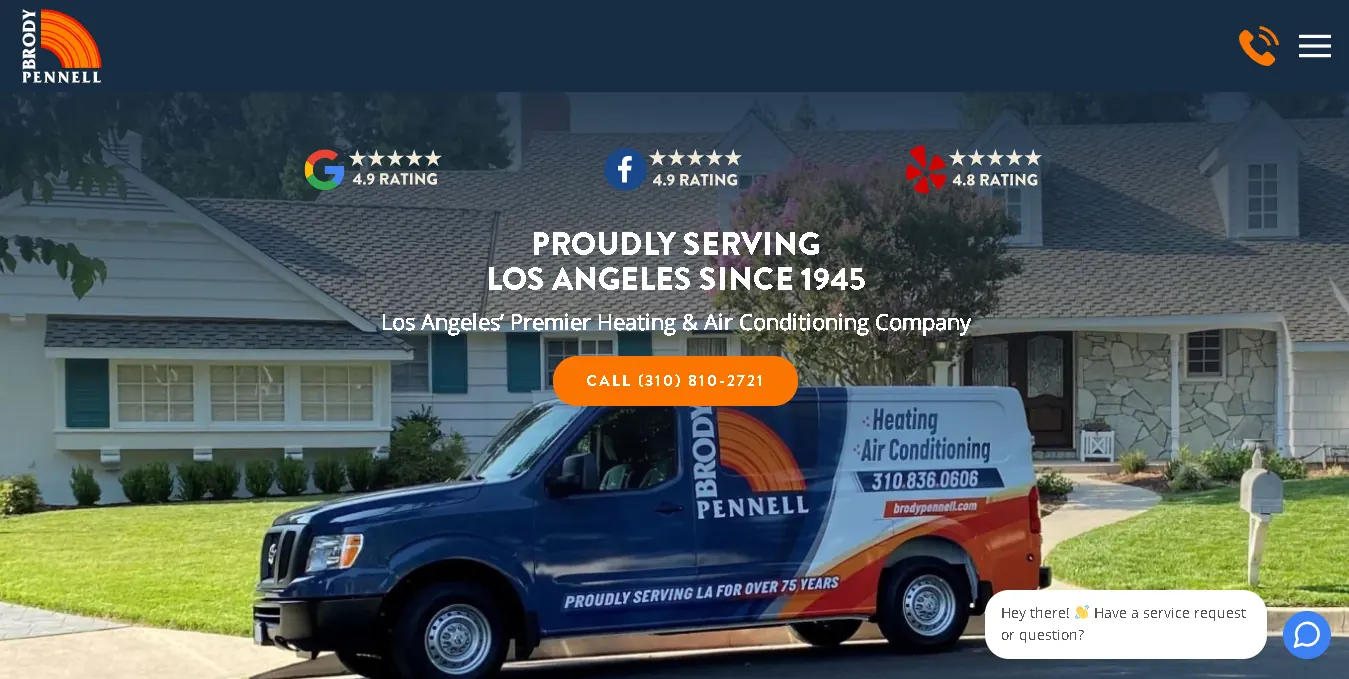 BRODY
PENNELL
★★★★★
4.9 RATING
★★★★★
4.9 RATING
★★★★★
4.8 RATING
PROUDLY SERVING
LOS ANGELES SINCE 1945
Los Angeles’ Premier Heating & Air Conditioning Company
CALL (310) 810-2721
BRODY
PENNELL
Heating
Air Conditioning
310.836.0606
brodypennell.com
PROUDLY SERVING LA FOR OVER 75 YEARS
Hey there! 👋 Have a service request
or question?